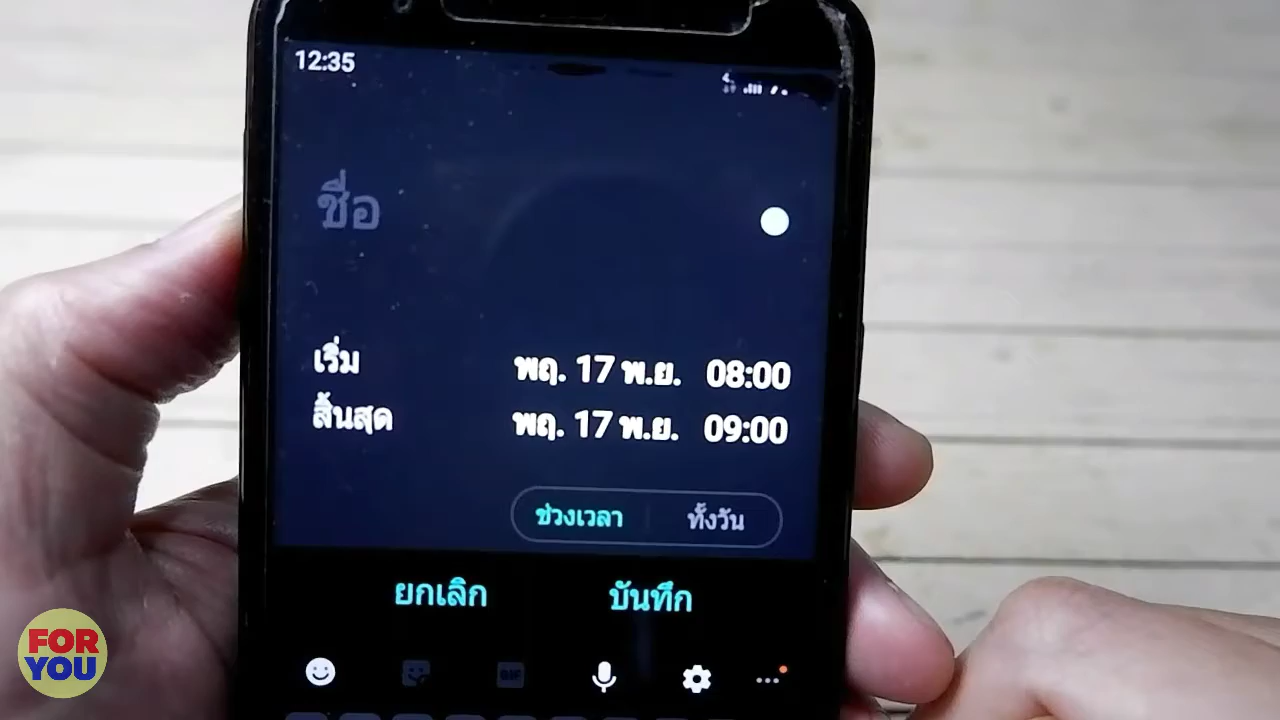 12:35
ชื่อ
เริ่ม พฤ. 17 พ.ย. 08:00
สิ้นสุด พฤ. 17 พ.ย. 09:00
ช่วงเวลา ทั้งวัน
ยกเลิก บันทึก
GIF
FOR
YOU